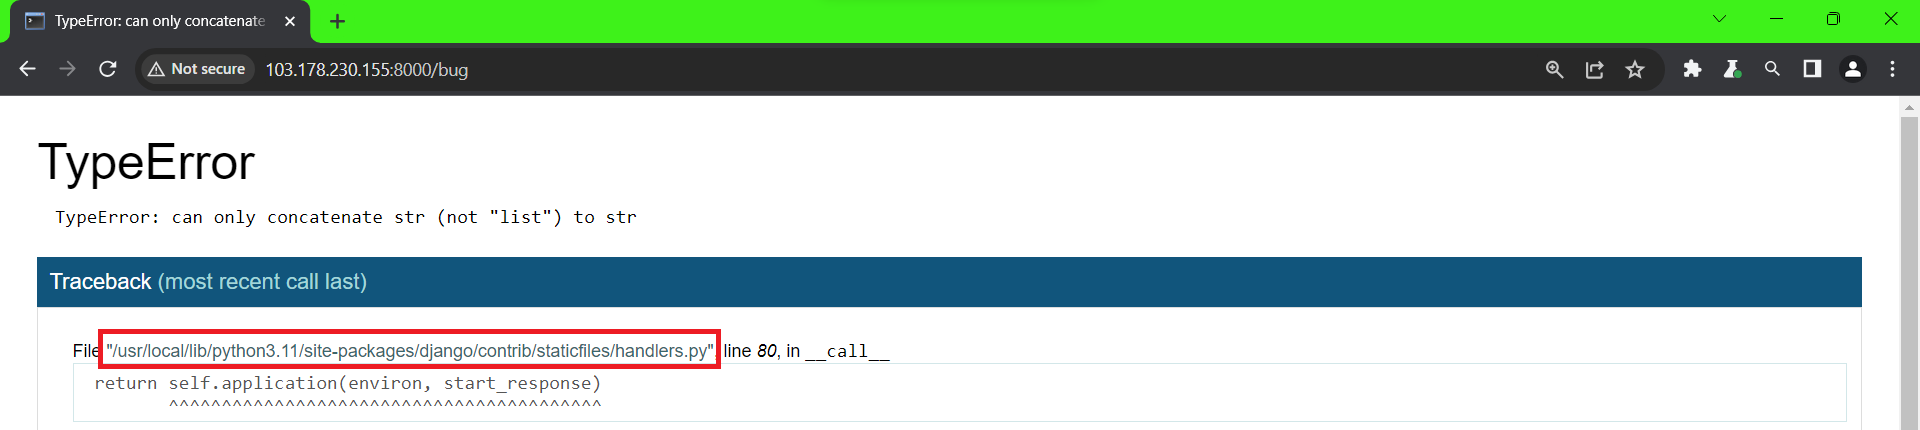 TypeError: can only concatenate
Not secure 103.178.230.155:8000/bug
TypeError
TypeError: can only concatenate str (not "list") to str
Traceback (most recent call last)
File "/usr/local/lib/python3.11/site-packages/django/contrib/staticfiles/handlers.py", line 80, in __call__
return self.application(environ, start_response)
^^^^^^^^^^^^^^^^^^^^^^^^^^^^^^^^^^^^^^^^^